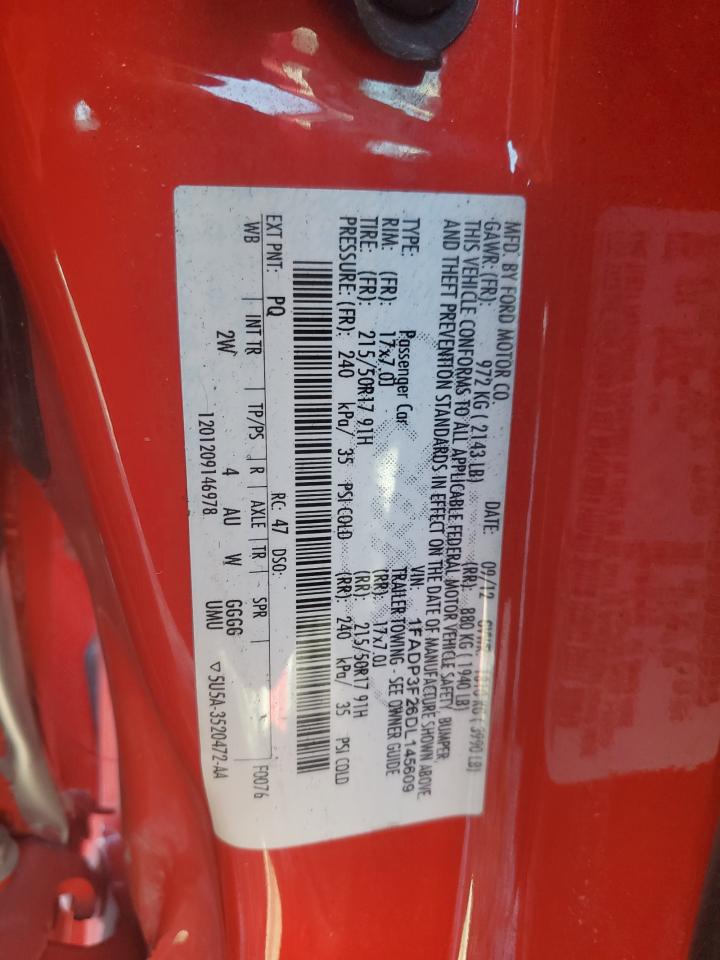 MFD. BY FORD MOTOR CO.
DATE: 09/12 GVWR: KG ( 3990 LB)
GAWR: (FR): 972 KG ( 2143 LB) (RR): 880 KG ( 1940 LB)
THIS VEHICLE CONFORMS TO ALL APPLICABLE FEDERAL MOTOR VEHICLE SAFETY, BUMPER,
AND THEFT PREVENTION STANDARDS IN EFFECT ON THE DATE OF MANUFACTURE SHOWN ABOVE.
VIN: 1FADP3F26DL145609
TYPE: Passenger Car TRAILER TOWING - SEE OWNER GUIDE
RIM: (FR): 17x7.0J (RR): 17x7.0J
TIRE: (FR): 215/50R17 91H (RR): 215/50R17 91H
PRESSURE: (FR): 240 kPa/ 35 PSI COLD (RR): 240 kPa/ 35 PSI COLD
EXT PNT: PQ RC: 47 DSO:
WB INT TR TP/PS R AXLE TR SPR F0076
2W 4 AU W GGGG
UMU
1201209146978 ▽ 5U5A-3520472-AA